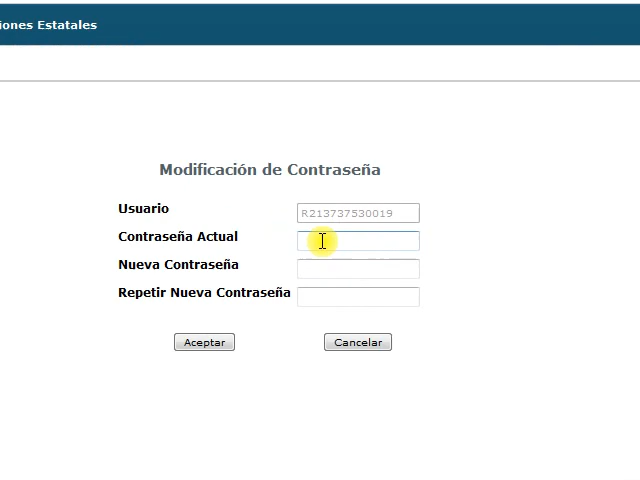 iones Estatales
Modificación de Contraseña
Usuario R213737530019
Contraseña Actual
Nueva Contraseña
Repetir Nueva Contraseña
Aceptar Cancelar